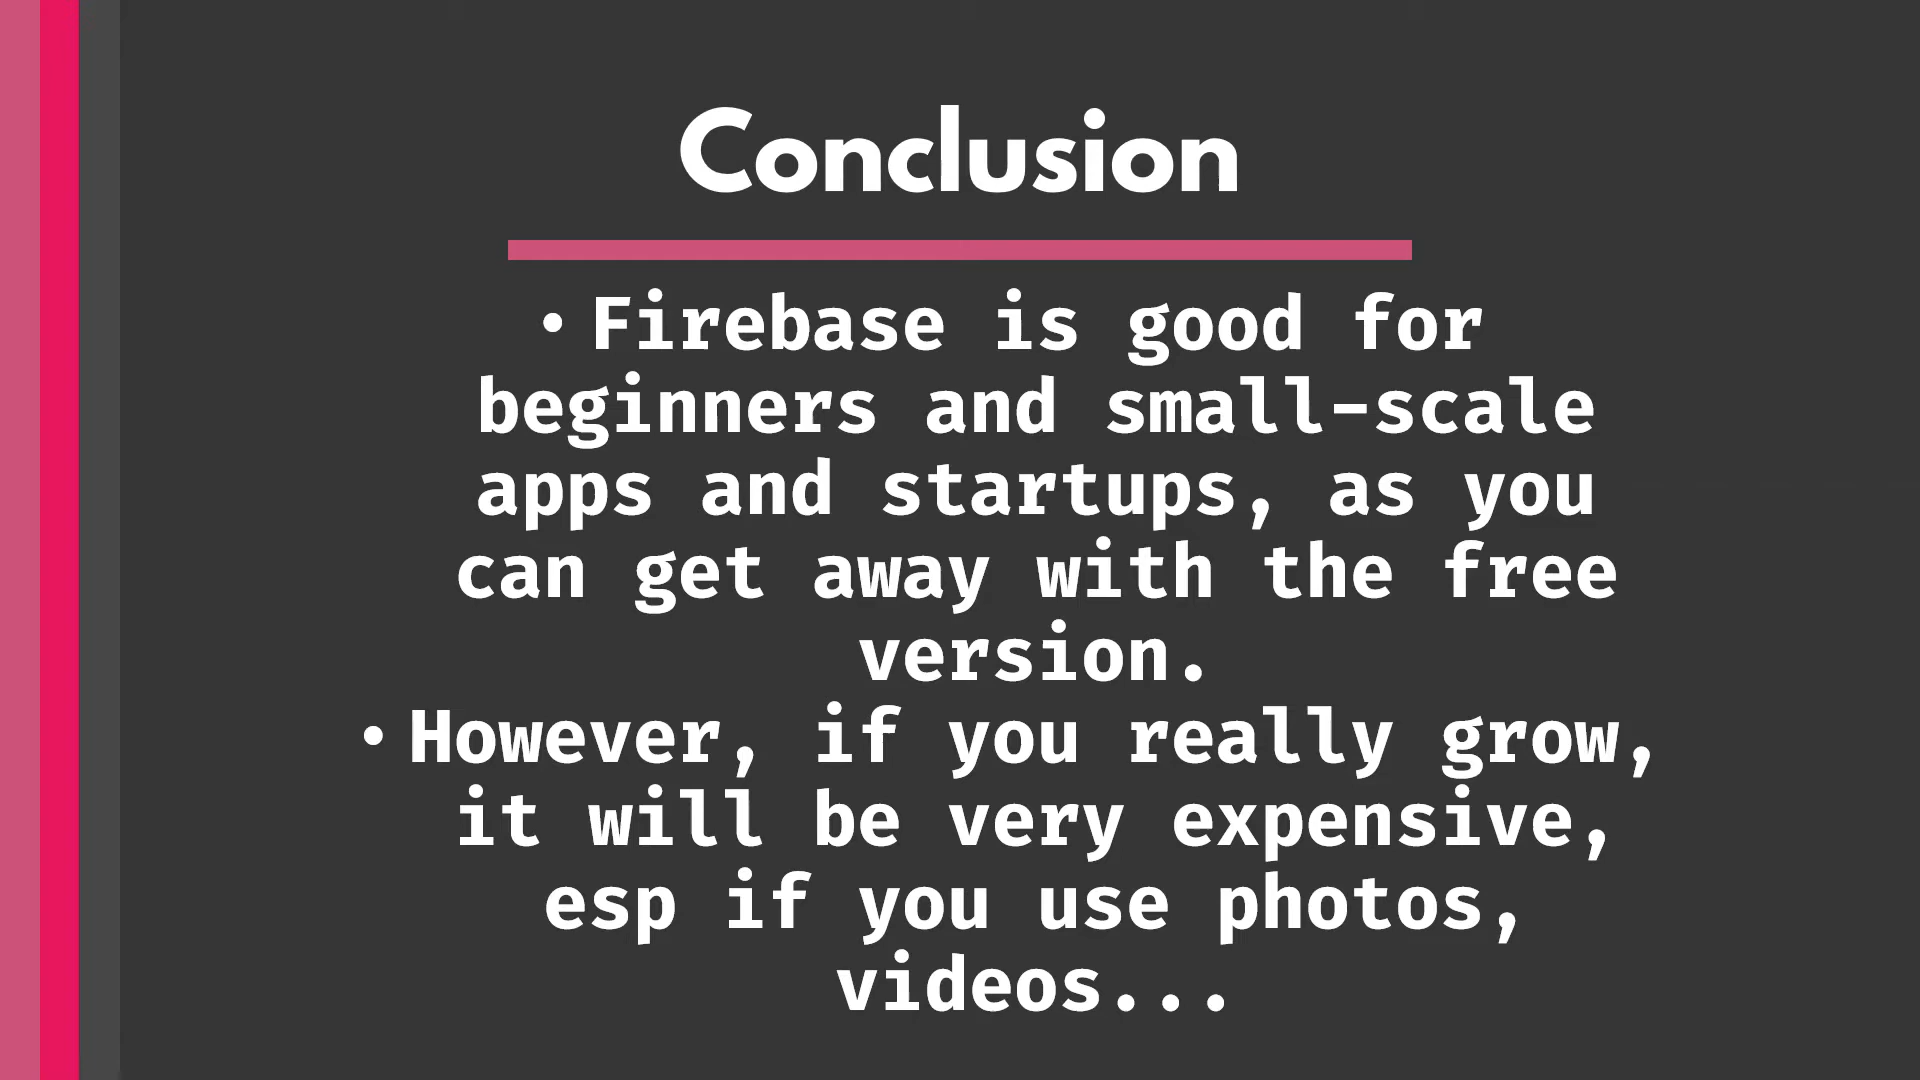 Conclusion
• Firebase is good for
beginners and small-scale
apps and startups, as you
can get away with the free
version.
• However, if you really grow,
it will be very expensive,
esp if you use photos,
videos...